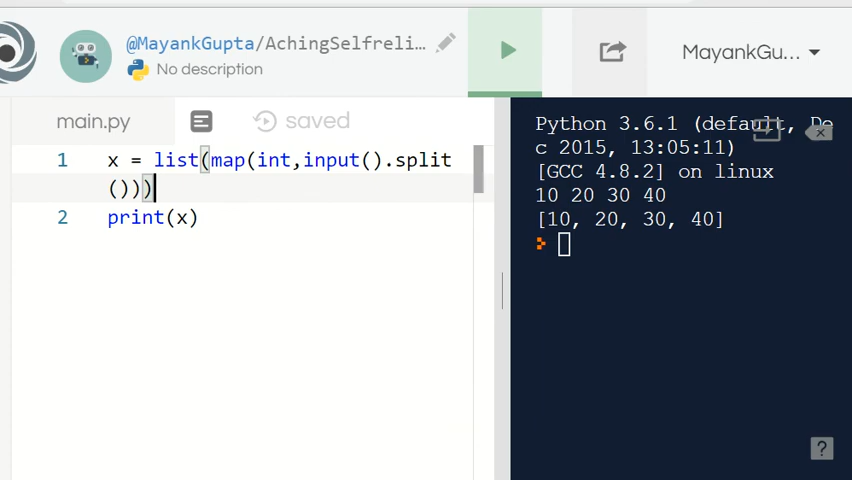 @MayankGupta/AchingSelfreli...
No description
MayankGu...
main.py
saved
1 x = list(map(int,input().split
()))
2 print(x)
Python 3.6.1 (default, De
c 2015, 13:05:11)
[GCC 4.8.2] on linux
10 20 30 40
[10, 20, 30, 40]
?